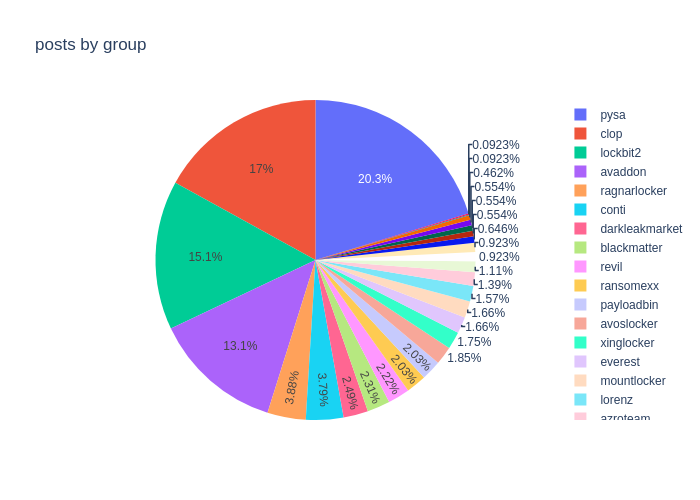 posts by group
20.3%
17%
15.1%
13.1%
3.88%
3.79%
2.49%
2.31%
2.22%
2.03%
2.03%
1.85%
1.75%
1.66%
1.66%
1.57%
1.39%
1.11%
0.923%
0.923%
0.646%
0.554%
0.554%
0.554%
0.462%
0.0923%
0.0923%
pysa
clop
lockbit2
avaddon
ragnarlocker
conti
darkleakmarket
blackmatter
revil
ransomexx
payloadbin
avoslocker
xinglocker
everest
mountlocker
lorenz
azroteam